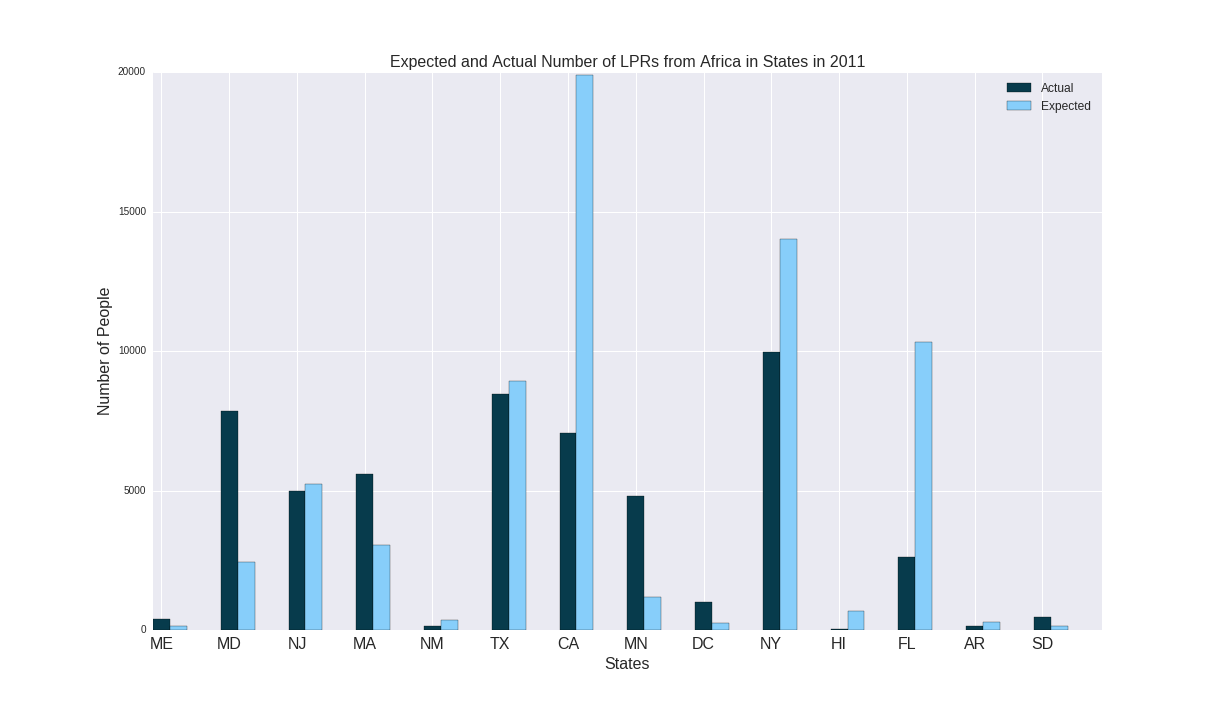 Expected and Actual Number of LPRs from Africa in States in 2011
Actual
Expected
20000
15000
10000
5000
0
Number of People
ME MD NJ MA NM TX CA MN DC NY HI FL AR SD
States